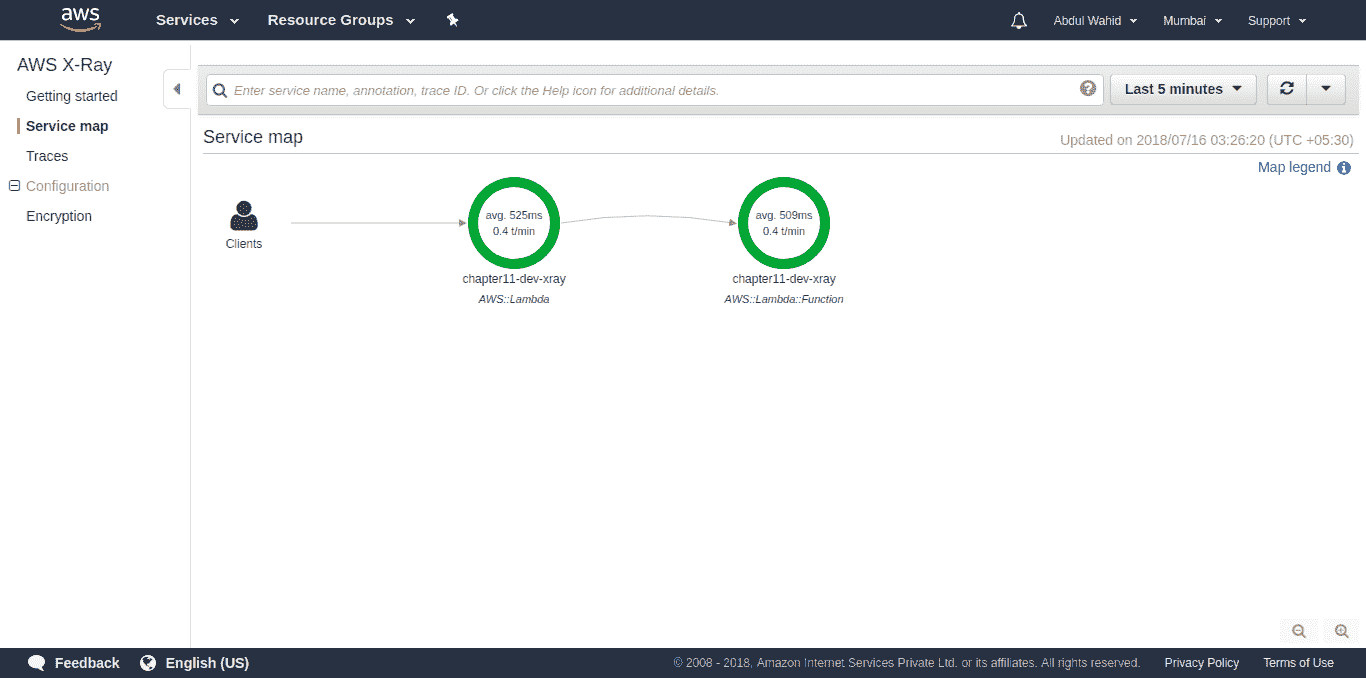 aws Services Resource Groups Abdul Wahid Mumbai Support
AWS X-Ray
Getting started
Service map
Traces
Configuration
Encryption
Enter service name, annotation, trace ID. Or click the Help icon for additional details. ? Last 5 minutes
Service map Updated on 2018/07/16 03:26:20 (UTC +05:30)
Map legend i
Clients
avg. 525ms
0.4 t/min
chapter11-dev-xray
AWS::Lambda
avg. 509ms
0.4 t/min
chapter11-dev-xray
AWS::Lambda::Function
Feedback English (US) © 2008 - 2018, Amazon Internet Services Private Ltd. or its affiliates. All rights reserved. Privacy Policy Terms of Use